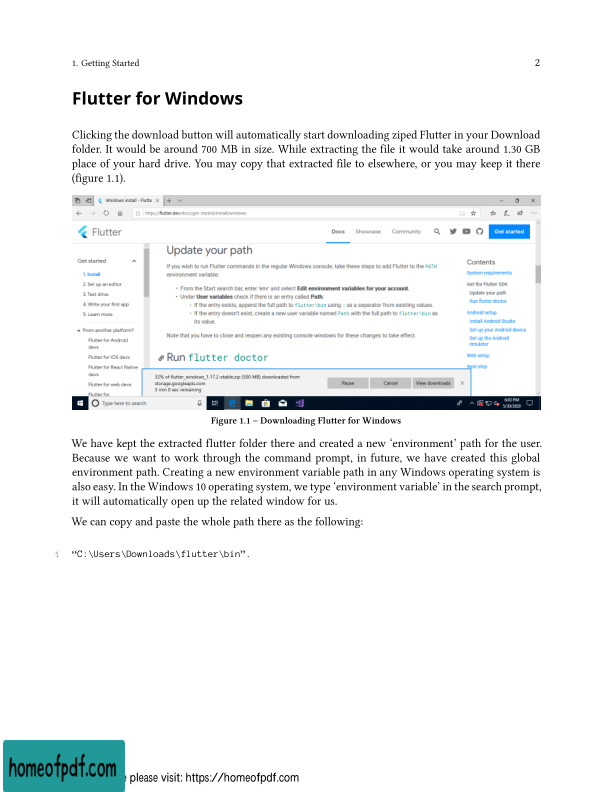 1. Getting Started 2
Flutter for Windows
Clicking the download button will automatically start downloading ziped Flutter in your Download
folder. It would be around 700 MB in size. While extracting the file it would take around 1.30 GB
place of your hard drive. You may copy that extracted file to elsewhere, or you may keep it there
(figure 1.1).
Windows install - Flutte
https://flutter.dev/docs/get-started/install/windows
Flutter
Docs Showcase Community Get started
Get started
1. Install
2. Set up an editor
3. Test drive
4. Write your first app
5. Learn more
From another platform?
Flutter for Android
devs
Flutter for iOS devs
Flutter for React Native
devs
Flutter for web devs
Flutter for
Update your path
If you wish to run Flutter commands in the regular Windows console, take these steps to add Flutter to the PATH
environment variable:
• From the Start search bar, enter 'env' and select Edit environment variables for your account.
• Under User variables check if there is an entry called Path:
• If the entry exists, append the full path to flutter\bin using ; as a separator from existing values.
• If the entry doesn't exist, create a new user variable named Path with the full path to flutter\bin as
its value.
Note that you have to close and reopen any existing console windows for these changes to take effect.
Run flutter doctor
Contents
System requirements
Get the Flutter SDK
Update your path
Run flutter doctor
Android setup
Install Android Studio
Set up your Android device
Set up the Android
emulator
Web setup
Next step
32% of flutter_windows_1.17.2-stable.zip (590 MB) downloaded from
storage.googleapis.com
3 min 0 sec remaining
Pause Cancel View downloads
Type here to search
Figure 1.1 – Downloading Flutter for Windows
We have kept the extracted flutter folder there and created a new ‘environment’ path for the user.
Because we want to work through the command prompt, in future, we have created this global
environment path. Creating a new environment variable path in any Windows operating system is
also easy. In the Windows 10 operating system, we type ‘environment variable’ in the search prompt,
it will automatically open up the related window for us.
We can copy and paste the whole path there as the following:
1 “C:\Users\Downloads\flutter\bin”.
homeofpdf.com
please visit: https://homeofpdf.com